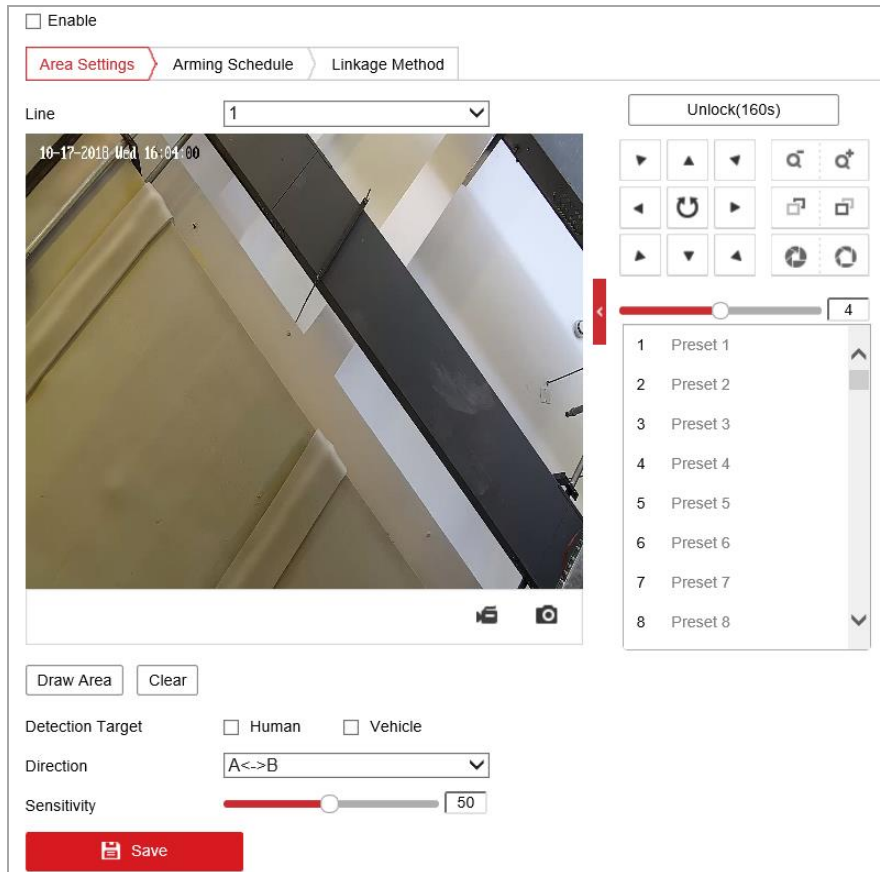 Enable
Area Settings Arming Schedule Linkage Method
Line 1 Unlock(160s)
10-17-2018 Wed 16:04:00
4
1 Preset 1
2 Preset 2
3 Preset 3
4 Preset 4
5 Preset 5
6 Preset 6
7 Preset 7
8 Preset 8
Draw Area Clear
Detection Target Human Vehicle
Direction A<->B
Sensitivity 50
Save